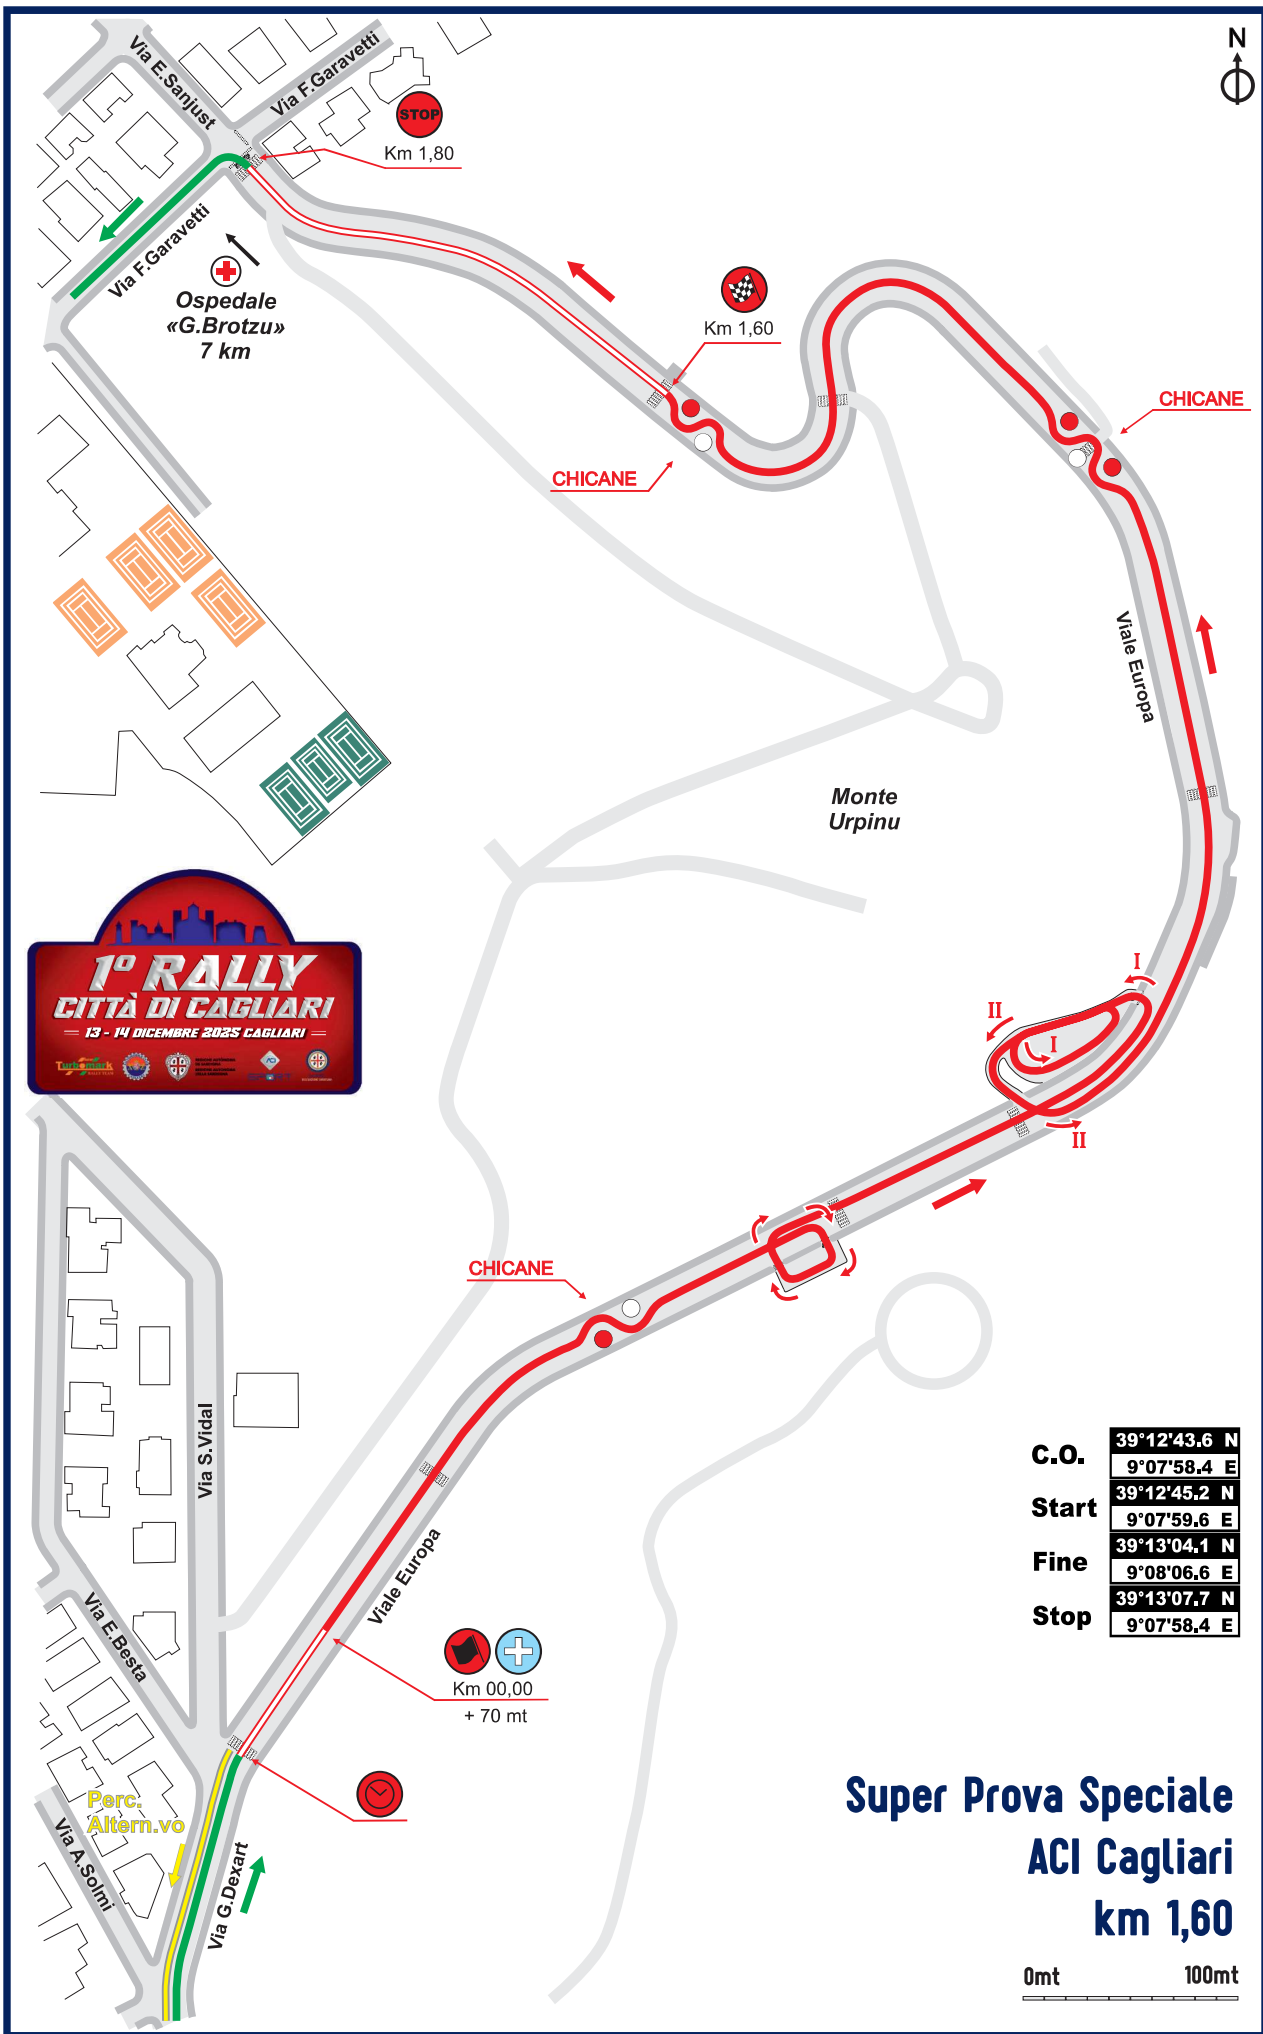 N
Via E.Sanjust
Via F.Garavetti
STOP
Km 1,80
Via F.Garavetti
Ospedale
«G.Brotzu»
7 km
Km 1,60
CHICANE
CHICANE
Viale Europa
Monte
Urpinu
1° RALLY
CITTÀ DI CAGLIARI
13 - 14 DICEMBRE 2025 CAGLIARI
Turbomark
RALLY TEAM
ACI
I
II
I
II
CHICANE
Via S.Vidal
C.O.
39°12'43.6 N
9°07'58.4 E
Start
39°12'45.2 N
9°07'59.6 E
Fine
39°13'04.1 N
9°08'06.6 E
Stop
39°13'07.7 N
9°07'58.4 E
Viale Europa
Via E.Besta
Km 00,00
+ 70 mt
Perc.
Altern.vo
Via A.Solmi
Via G.Dexart
Super Prova Speciale
ACI Cagliari
km 1,60
0mt
100mt